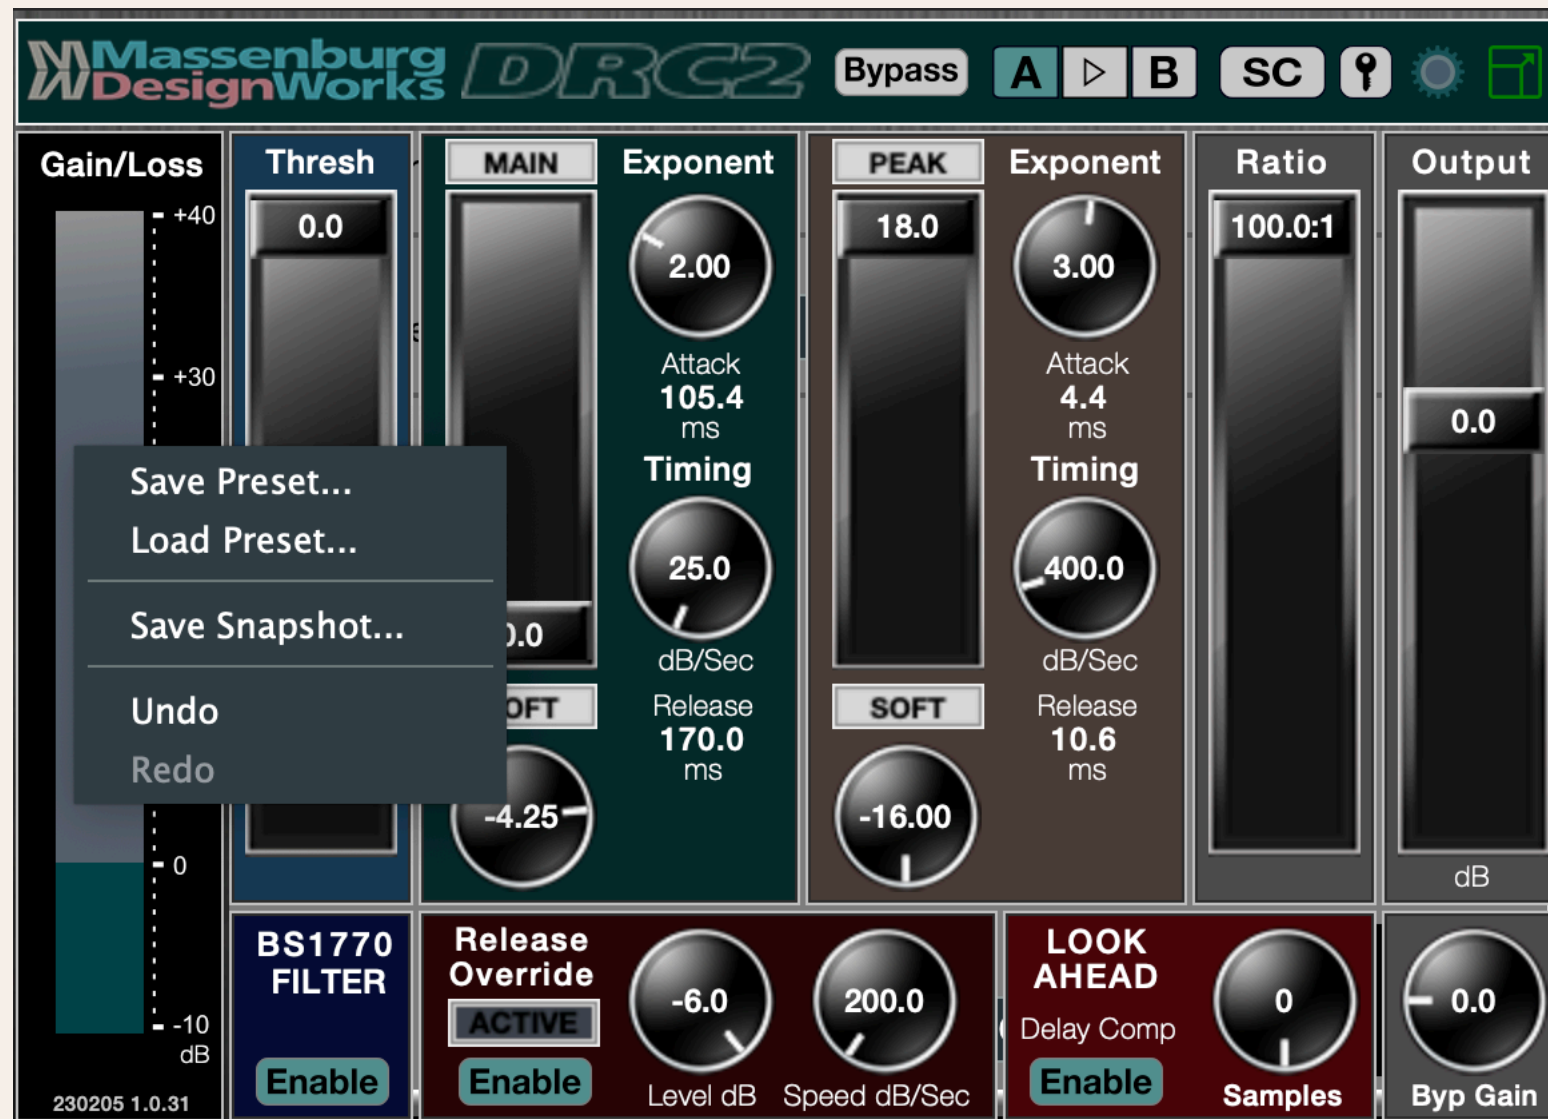 Massenburg
DesignWorks
DRC2
Bypass
A
B
SC
Gain/Loss
+40
+30
0
-10
dB
230205 1.0.31
Thresh
0.0
MAIN
Exponent
2.00
Attack
105.4
ms
Timing
25.0
dB/Sec
Release
170.0
ms
-4.25
PEAK
18.0
Exponent
3.00
Attack
4.4
ms
Timing
400.0
dB/Sec
SOFT
Release
10.6
ms
-16.00
Ratio
100.0:1
Output
0.0
dB
Save Preset...
Load Preset...
Save Snapshot...
Undo
Redo
BS1770
FILTER
Enable
Release
Override
ACTIVE
Enable
-6.0
Level dB
200.0
Speed dB/Sec
LOOK
AHEAD
Delay Comp
Enable
0
Samples
0.0
Byp Gain